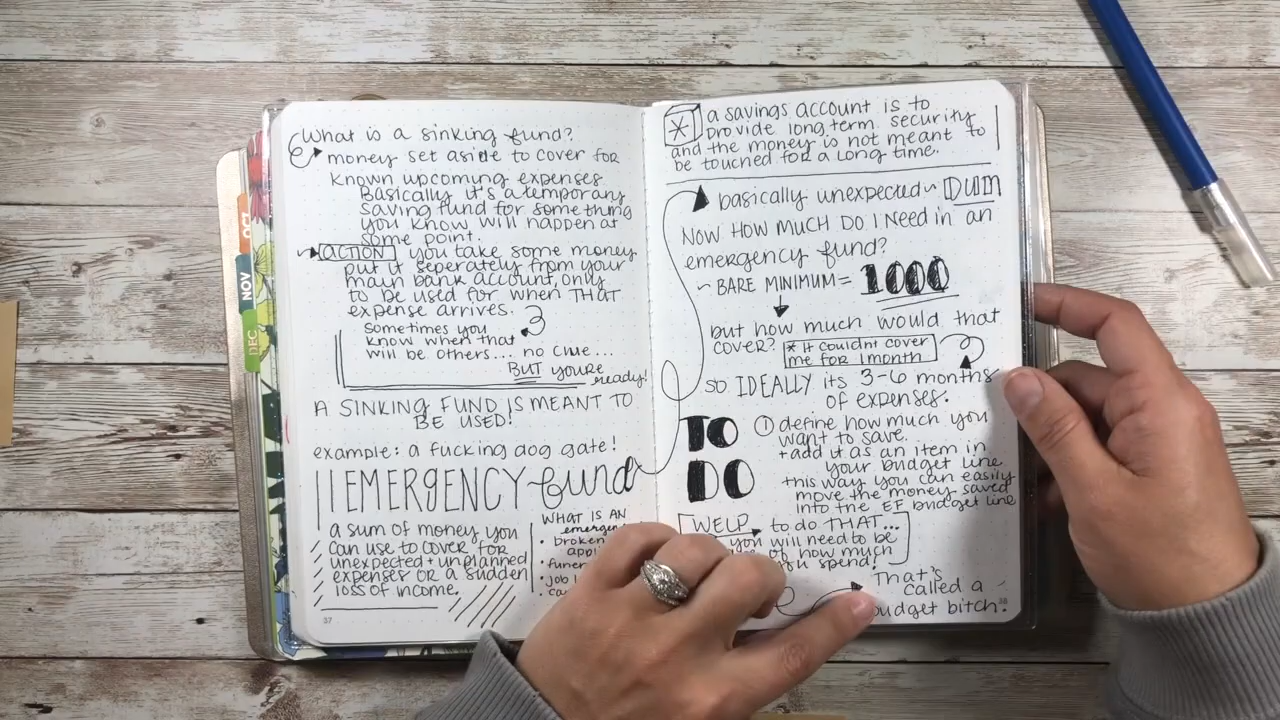 What is a sinking fund?
money set aside to cover for
known upcoming expenses
Basically it's a temporary
saving fund for something
you know will happen at
some point.
ACTION you take some money
put it seperately from your
main bank account, only
to be used for when THAT
expense arrives.
sometimes you
know when that
will be others... no clue...
BUT youre
ready!
A SINKING FUND IS MEANT TO
BE USED!
example: a fucking dog gate!
EMERGENCY fund
a sum of money you
can use to cover for
unexpected + unplanned
expenses or a sudden
loss of income.
WHAT IS AN
• broken
• job
37
* a savings account is to
provide long term security
and the money is not meant to
be touched for a long time.
basically unexpected~ DUM
NOW HOW MUCH DO I NEED in an
emergency fund?
~ BARE MINIMUM = 1000
but how much would that
cover? * it couldnt cover
me for 1 month
so IDEALLY its 3-6 months
of expenses.
TO
DO
① define how much you
want to save.
+ add it as an item in
your budget line
this way you can easily
move the money saved
into the EF budget line
WELP to do THAT...
you will need to be
of how much
you spend!
That's
called a
budget bitch!
38
OCT
NOV
DEC